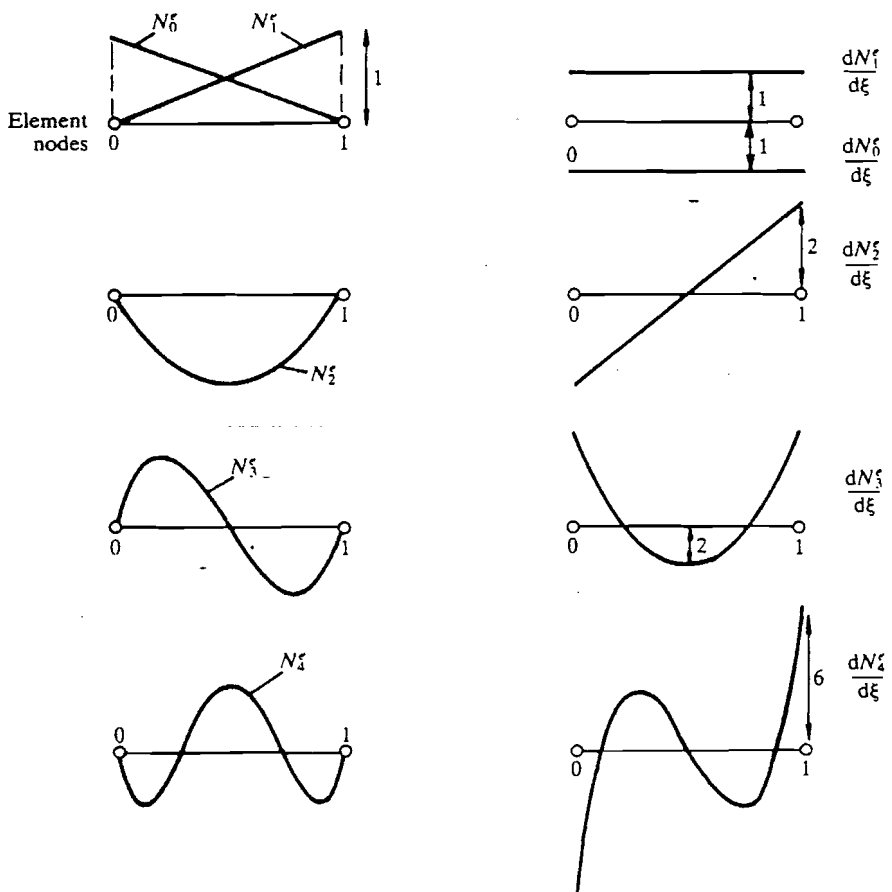 N₀ᵉ N₁ᵉ
1
Element
nodes
0 1
dN₁ᵉ/dξ
1
0
1
dN₀ᵉ/dξ
0 1
N₂ᵉ
2
dN₂ᵉ/dξ
0 1
N₃ᵉ
0 1
dN₃ᵉ/dξ
0 2 1
N₄ᵉ
0 1
6
dN₄ᵉ/dξ
0 1